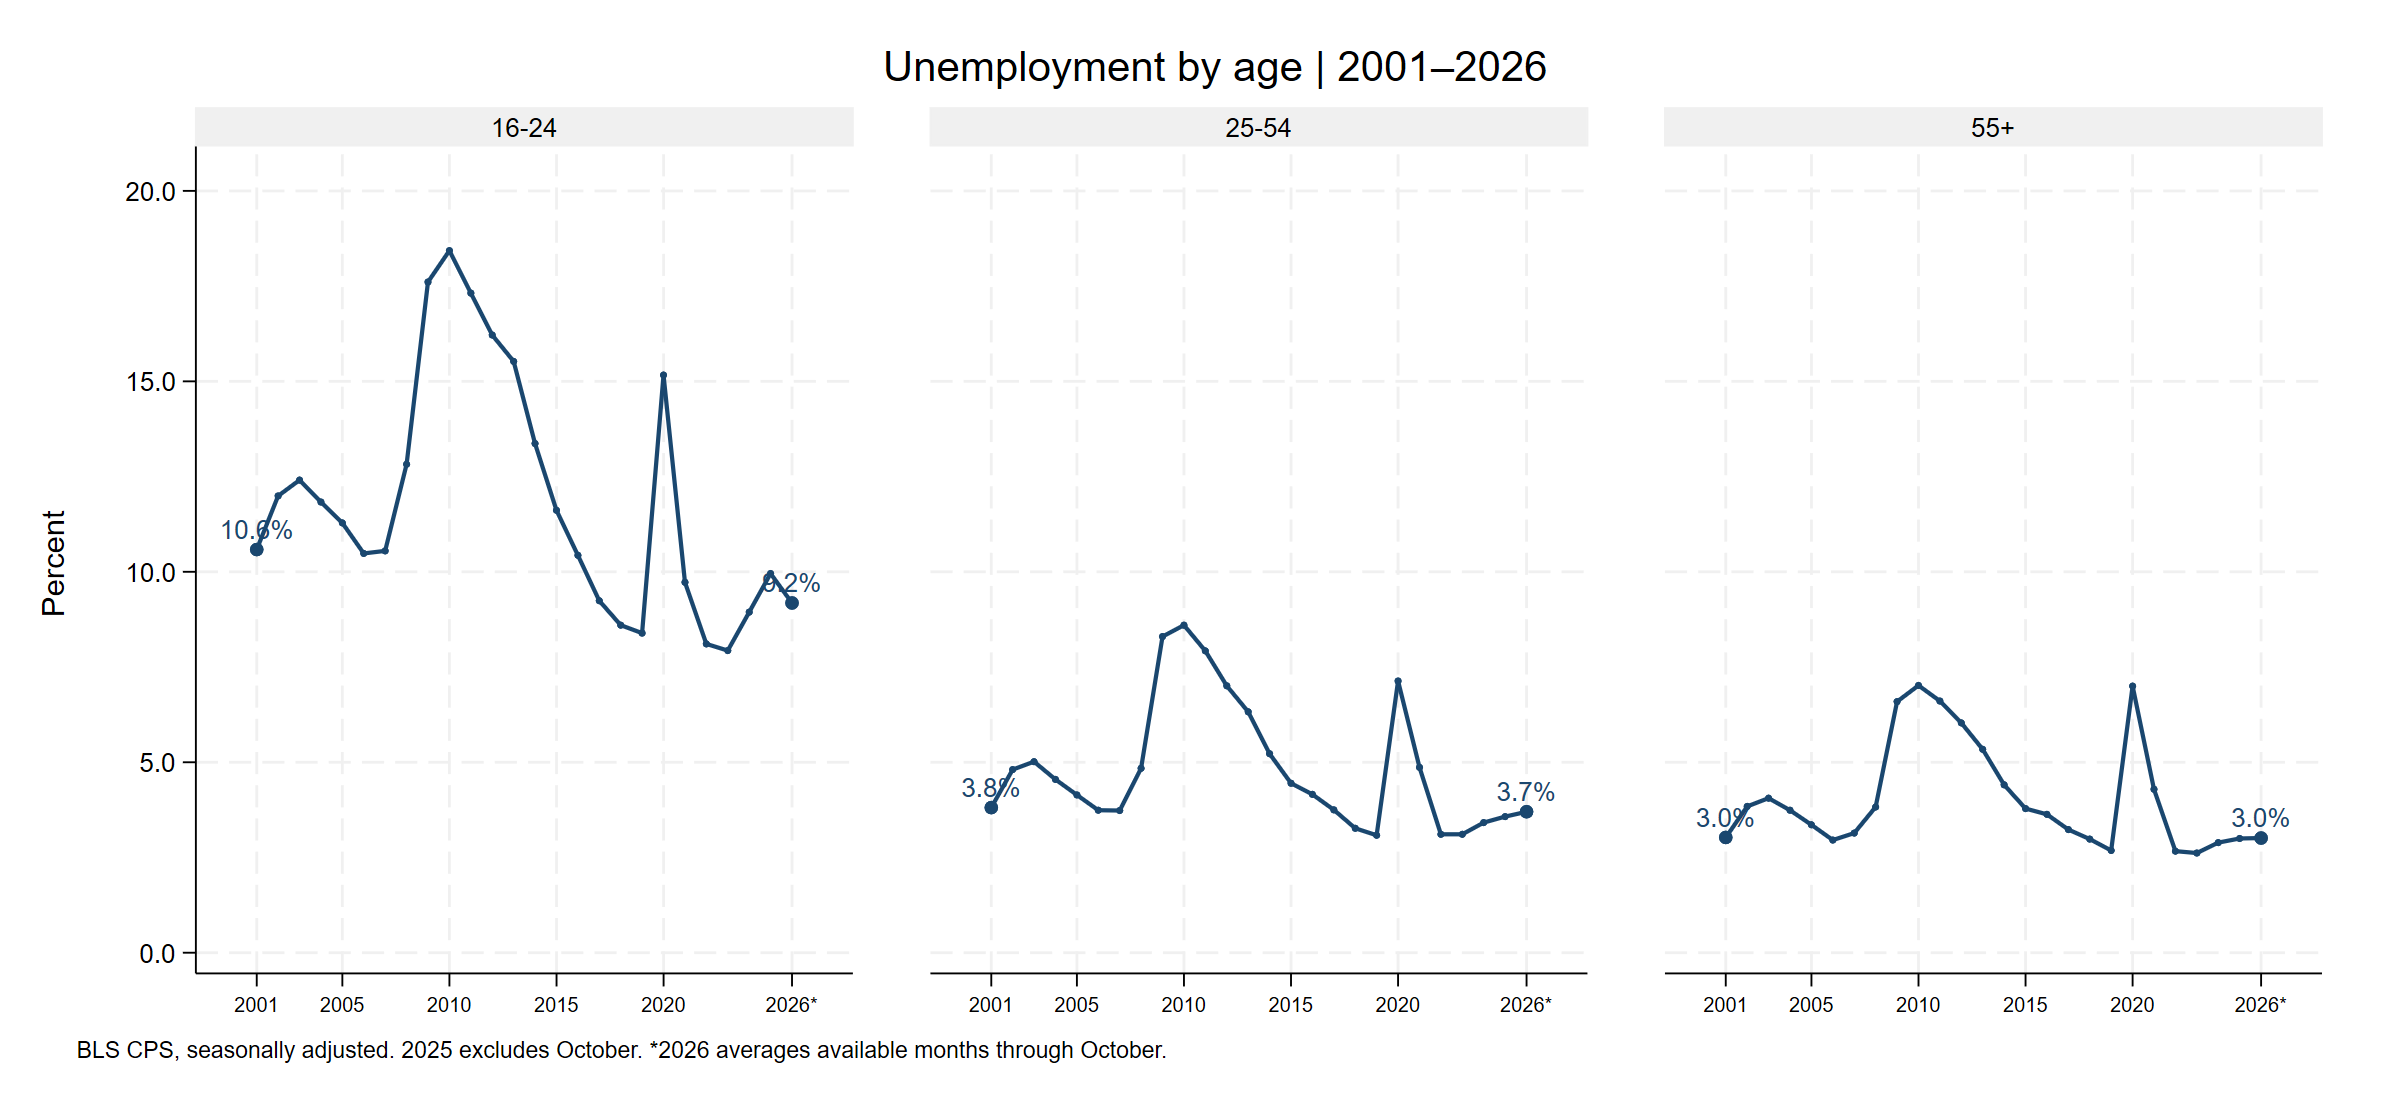 Unemployment by age | 2001–2026
16-24
25-54
55+
Percent
20.0
15.0
10.0
5.0
0.0
10.6%
9.2%
3.8%
3.7%
3.0%
3.0%
2001 2005 2010 2015 2020 2026*
2001 2005 2010 2015 2020 2026*
2001 2005 2010 2015 2020 2026*
BLS CPS, seasonally adjusted. 2025 excludes October. *2026 averages available months through October.